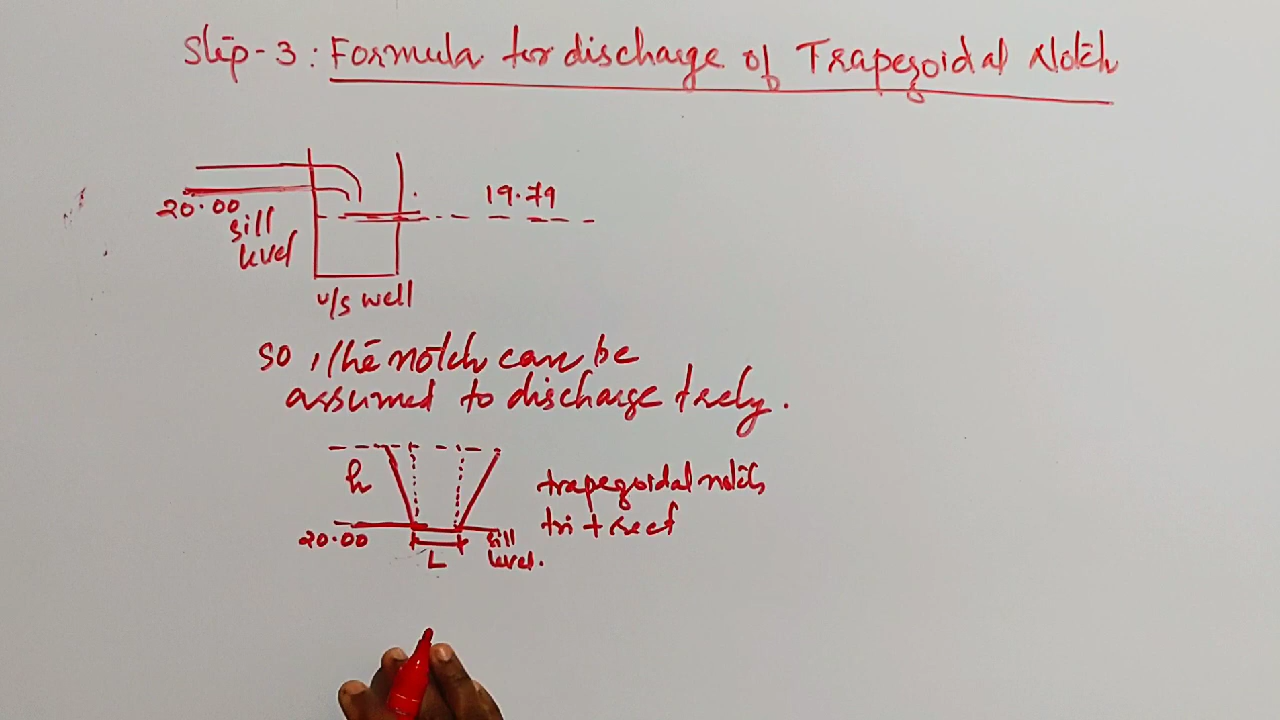 Step-3: Formula for discharge of Trapezoidal Notch
19.79
20.00
sill
level
u/s well
so, the notch can be
assumed to discharge freely.
h
trapezoidal notch
tri + rect
20.00
sill
level.
L